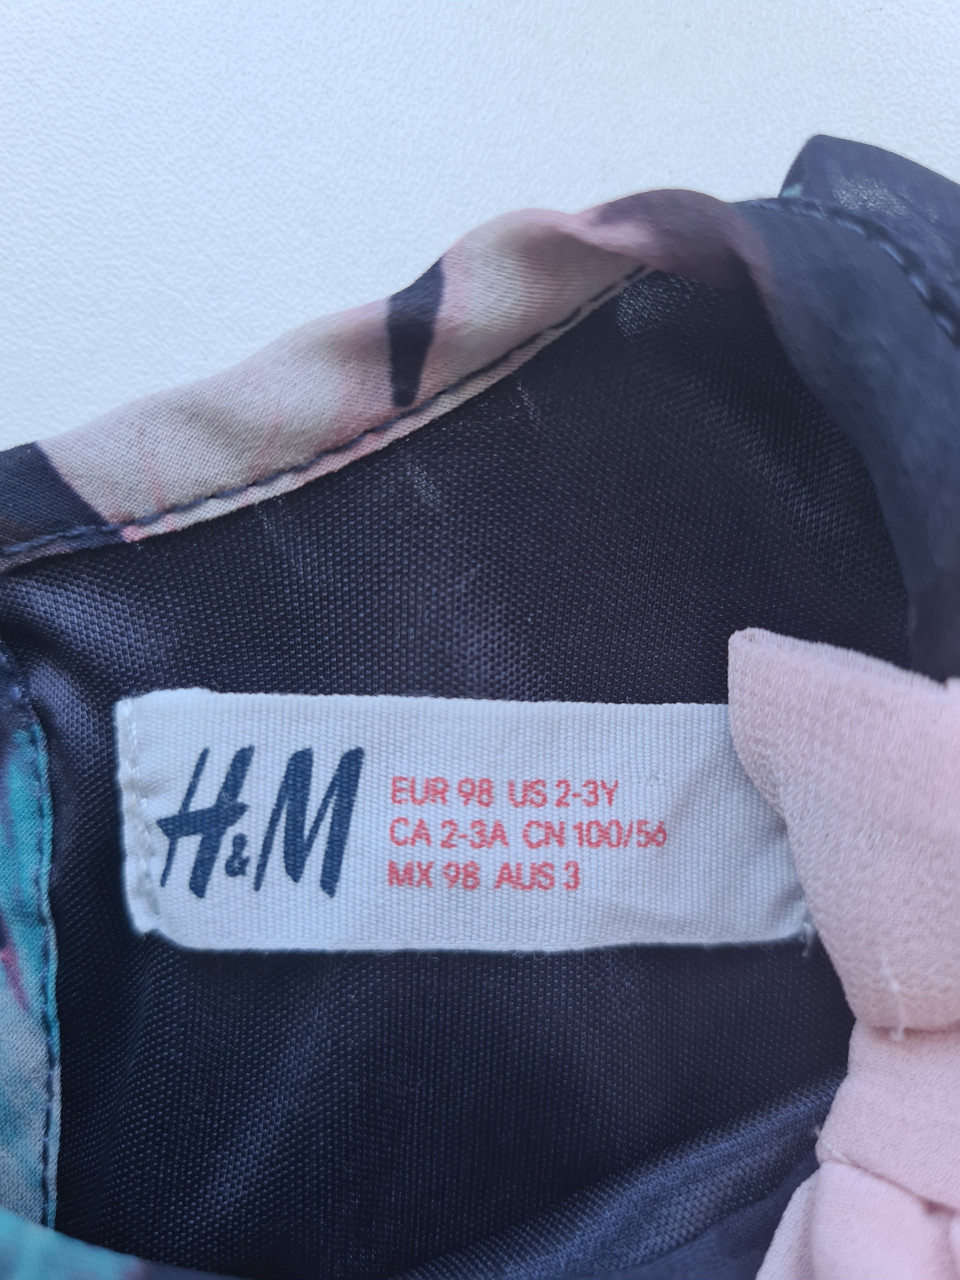 H&M
EUR 98 US 2-3Y
CA 2-3A CN 100/56
MX 98 AUS 3